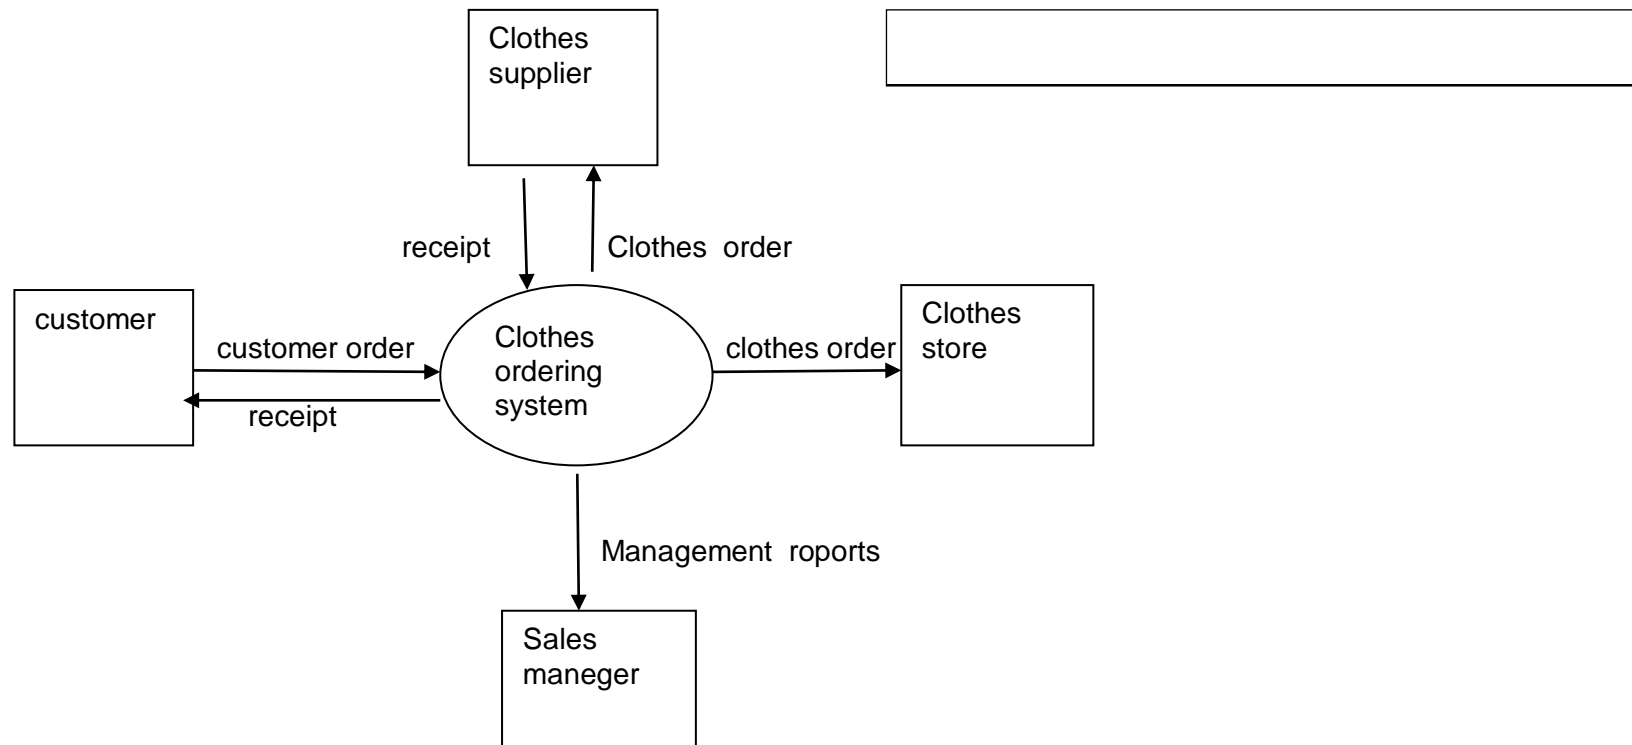 Clothes
supplier
receipt
Clothes order
customer
customer order
receipt
Clothes
ordering
system
clothes order
Clothes
store
Management roports
Sales
maneger